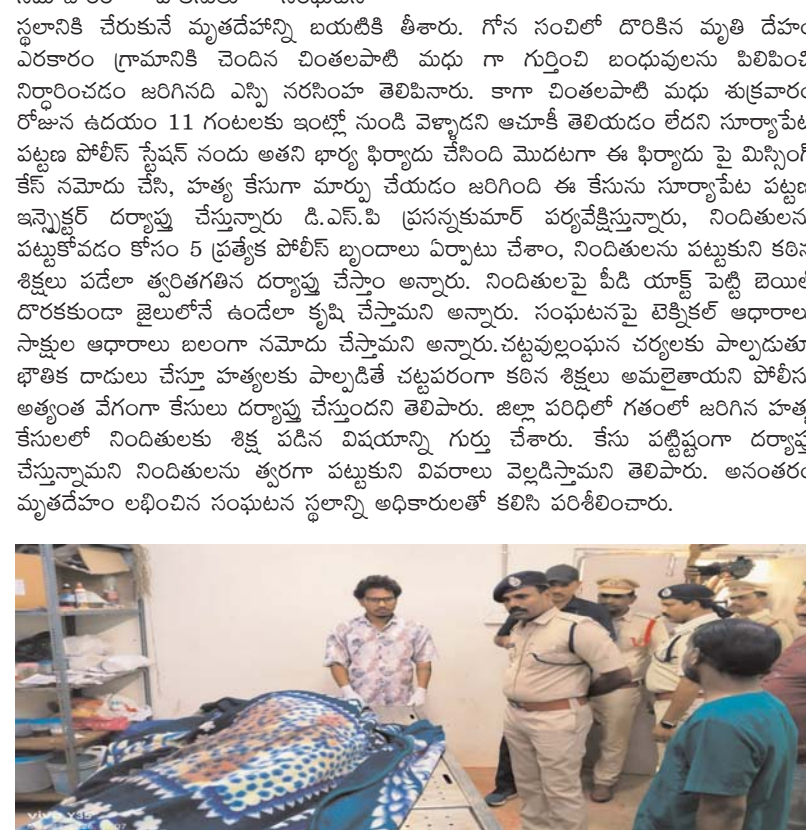 స్థలానికి చేరుకునే మృతదేహాన్ని బయటికి తీశారు. గోన సంచిలో దొరికిన మృతి దేహం
ఎరకారం గ్రామానికి చెందిన చింతలపాటి మధు గా గుర్తించి బంధువులను పిలిపించి
నిర్ధారించడం జరిగినది ఎస్పి నరసింహ తెలిపినారు. కాగా చింతలపాటి మధు శుక్రవారం
రోజున ఉదయం 11 గంటలకు ఇంట్లో నుండి వెళ్ళాడని ఆచూకీ తెలియడం లేదని సూర్యాపేట
పట్టణ పోలీస్ స్టేషన్ నందు అతని భార్య ఫిర్యాదు చేసింది మొదటగా ఈ ఫిర్యాదు పై మిస్సింగ్
కేస్ నమోదు చేసి, హత్య కేసుగా మార్పు చేయడం జరిగింది ఈ కేసును సూర్యాపేట పట్టణ
ఇన్స్పెక్టర్ దర్యాప్తు చేస్తున్నారు డి.ఎస్.పి ప్రసన్నకుమార్ పర్యవేక్షిస్తున్నారు, నిందితులను
పట్టుకోవడం కోసం 5 ప్రత్యేక పోలీస్ బృందాలు ఏర్పాటు చేశాం, నిందితులను పట్టుకుని కఠిన
శిక్షలు పడేలా త్వరితగతిన దర్యాప్తు చేస్తాం అన్నారు. నిందితులపై పీడి యాక్ట్ పెట్టి బెయిల్
దొరకకుండా జైలులోనే ఉండేలా కృషి చేస్తామని అన్నారు. సంఘటనపై టెక్నికల్ ఆధారాలు
సాక్షుల ఆధారాలు బలంగా నమోదు చేస్తామని అన్నారు.చట్టవుల్లంఘన చర్యలకు పాల్పడుతూ
భౌతిక దాడులు చేస్తూ హత్యలకు పాల్పడితే చట్టపరంగా కఠిన శిక్షలు అమలైతాయని పోలీసు
అత్యంత వేగంగా కేసులు దర్యాప్తు చేస్తుందని తెలిపారు. జిల్లా పరిధిలో గతంలో జరిగిన హత్య
కేసులలో నిందితులకు శిక్ష పడిన విషయాన్ని గుర్తు చేశారు. కేసు పట్టిష్టంగా దర్యాప్తు
చేస్తున్నామని నిందితులను త్వరగా పట్టుకుని వివరాలు వెల్లడిస్తామని తెలిపారు. అనంతరం
మృతదేహం లభించిన సంఘటన స్థలాన్ని అధికారులతో కలిసి పరిశీలించారు.
vivo Y35